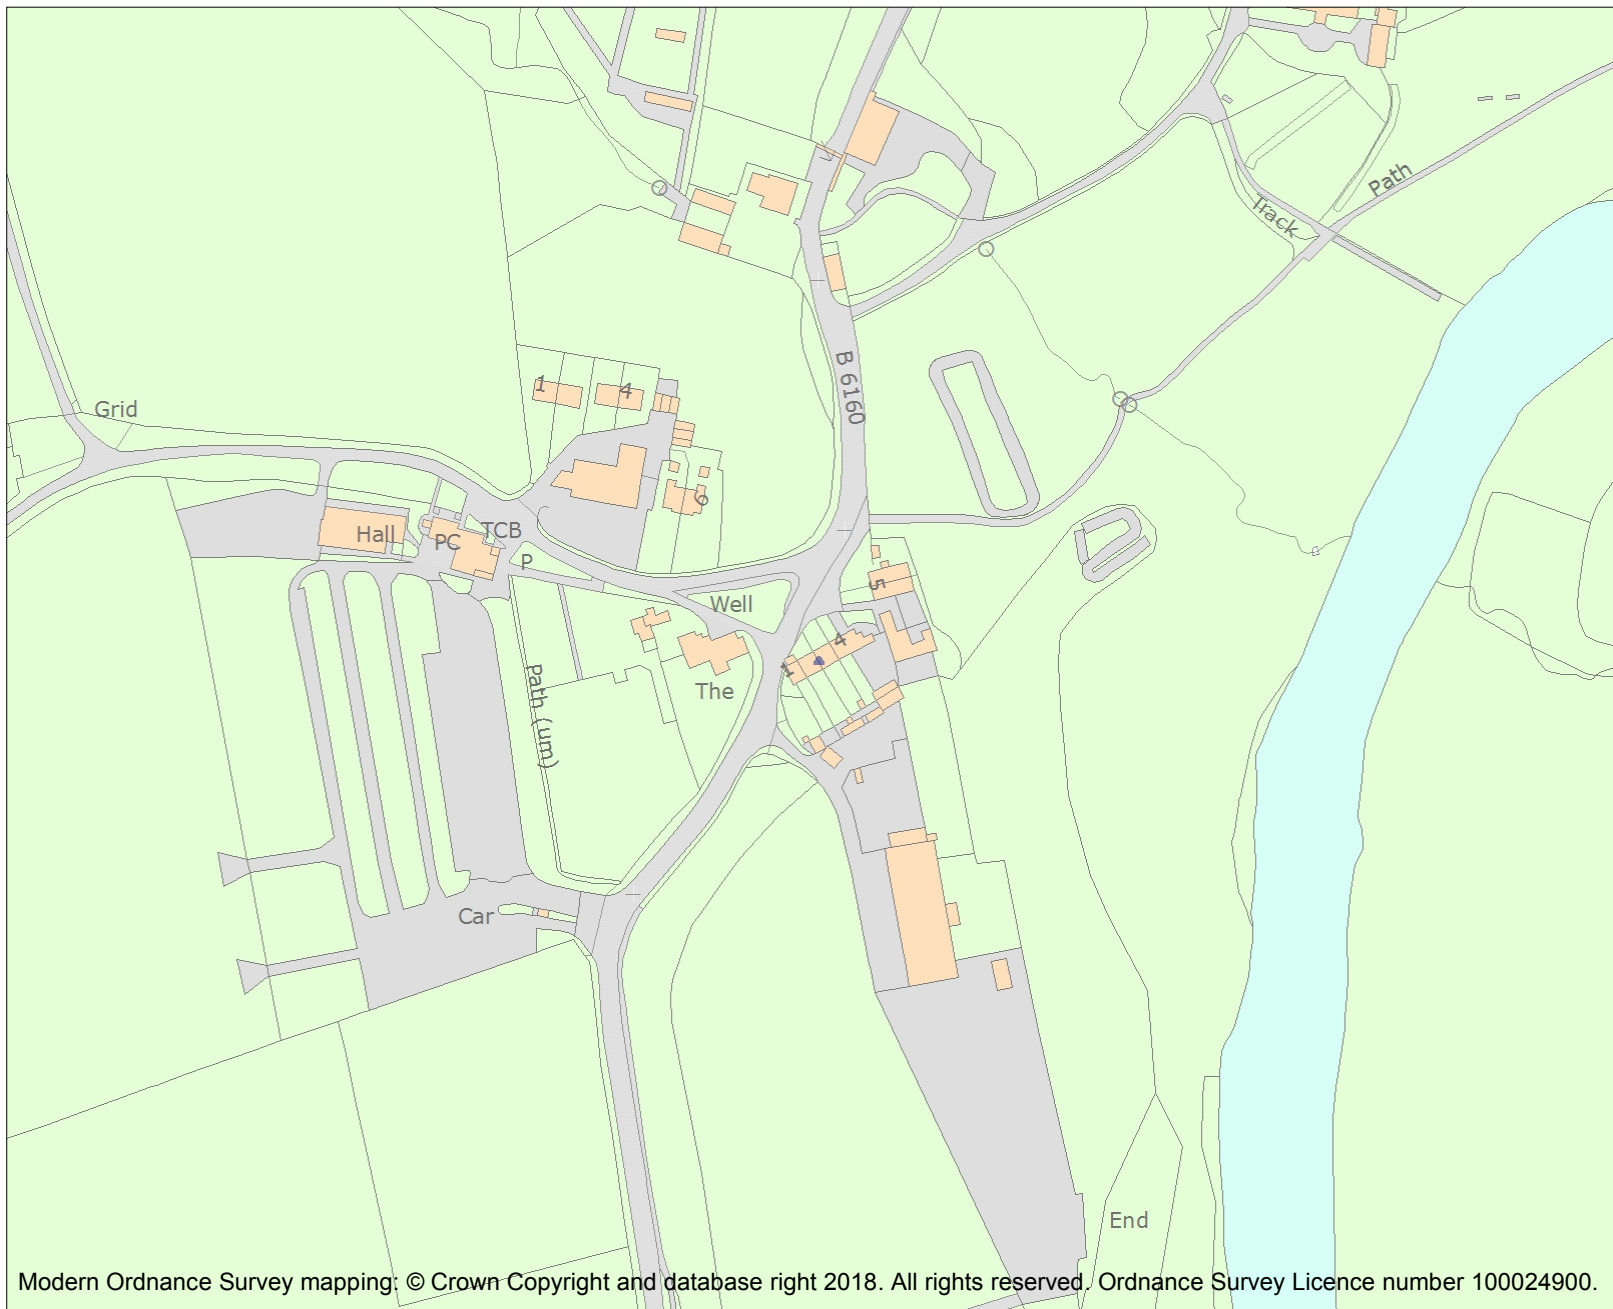 Path
Track
B 6160
1
4
Grid
6
TCB
Hall
PC
P
5
Well
4
1
The
Path (um)
Car
End
Modern Ordnance Survey mapping: © Crown Copyright and database right 2018. All rights reserved. Ordnance Survey Licence number 100024900.